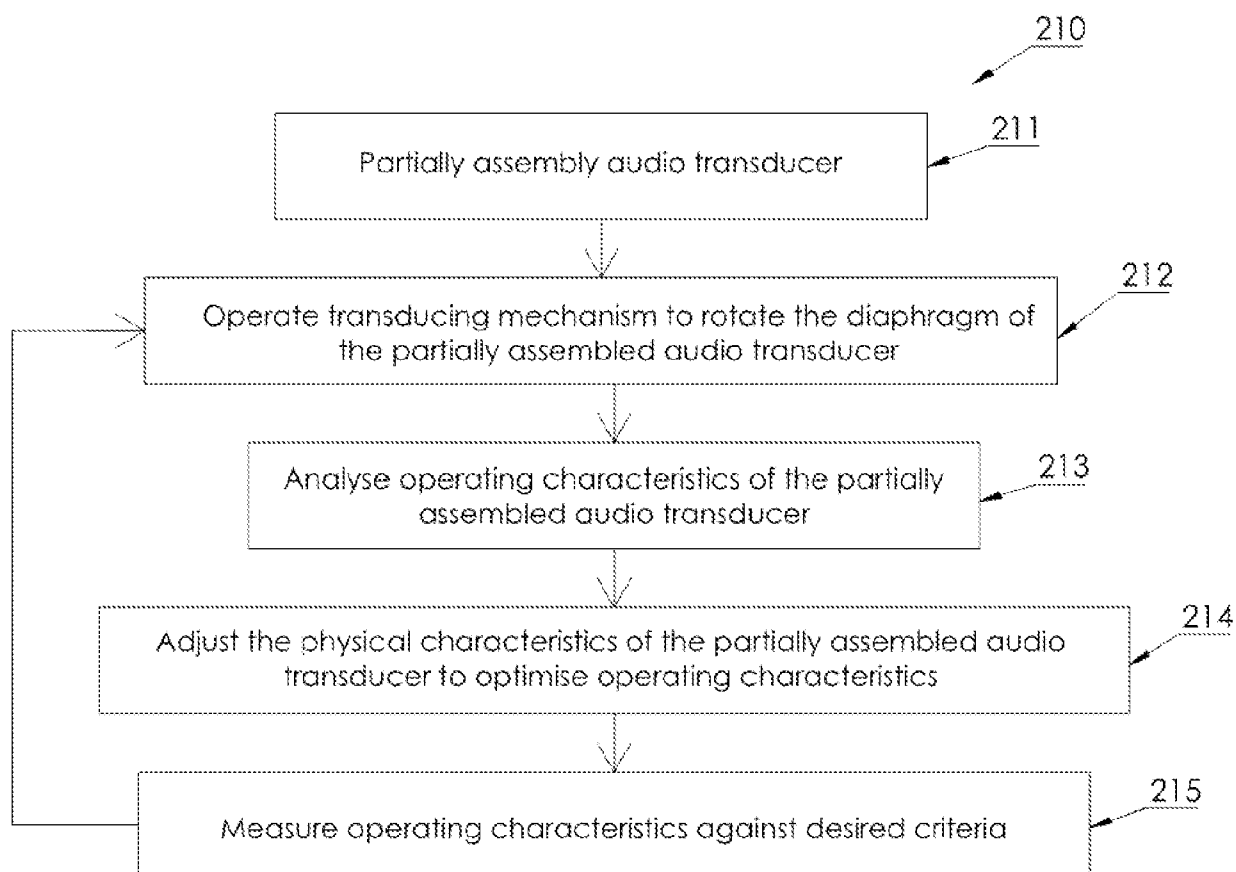 210
Partially assembly audio transducer
211
Operate transducing mechanism to rotate the diaphragm of
the partially assembled audio transducer
212
Analyse operating characteristics of the partially
assembled audio transducer
213
Adjust the physical characteristics of the partially assembled audio
transducer to optimise operating characteristics
214
Measure operating characteristics against desired criteria
215